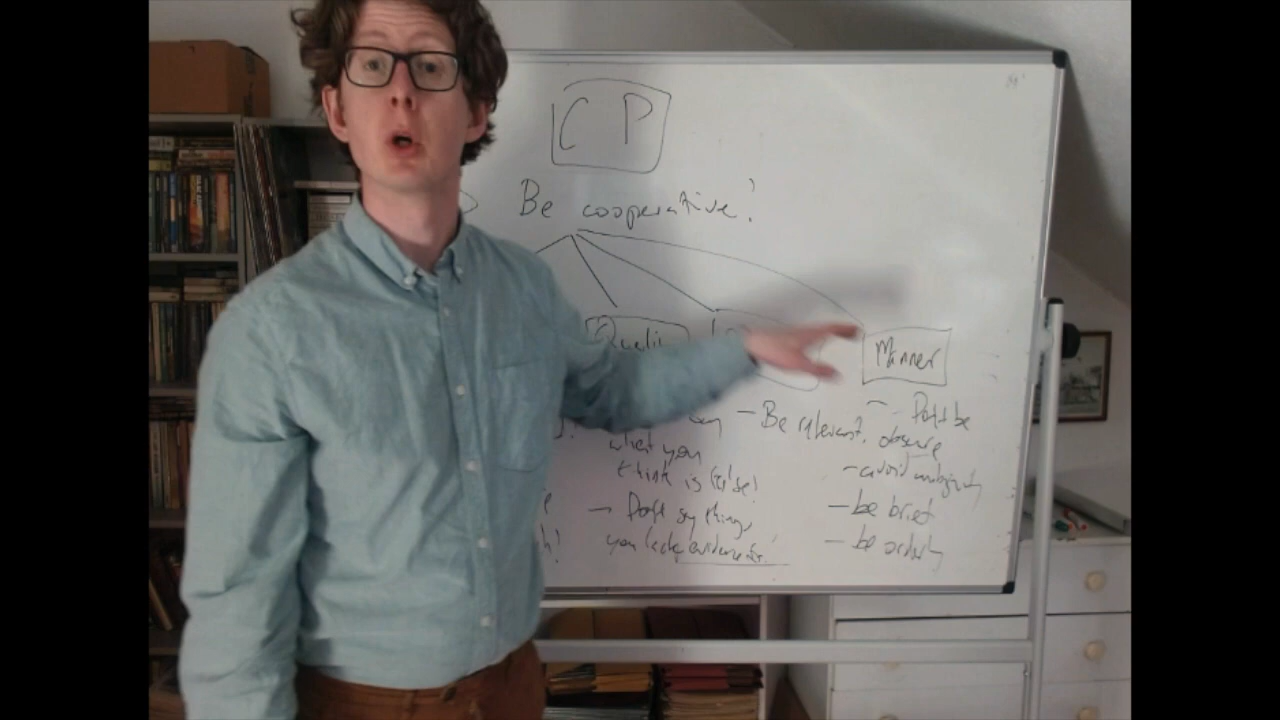 C P
Be cooperative!
Quali
Manner
- Be relevant.
- Don't be
obscure
what you
think is false!
- avoid ambiguity
- Don't say things
- be brief
you lack evidence for!
- be orderly